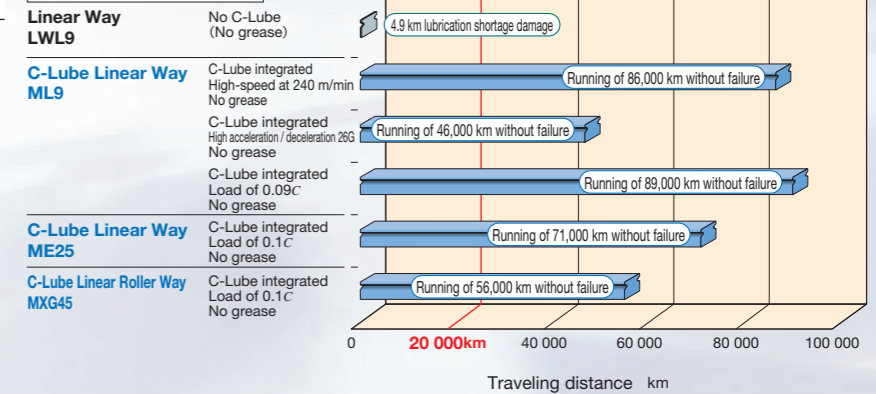 Linear Way
LWL9
No C-Lube
(No grease)
4.9 km lubrication shortage damage
C-Lube Linear Way
ML9
C-Lube integrated
High-speed at 240 m/min
No grease
Running of 86,000 km without failure
C-Lube integrated
High acceleration / deceleration 26G
No grease
Running of 46,000 km without failure
C-Lube integrated
Load of 0.09C
No grease
Running of 89,000 km without failure
C-Lube Linear Way
ME25
C-Lube integrated
Load of 0.1C
No grease
Running of 71,000 km without failure
C-Lube Linear Roller Way
MXG45
C-Lube integrated
Load of 0.1C
No grease
Running of 56,000 km without failure
0 20 000km 40 000 60 000 80 000 100 000
Traveling distance km